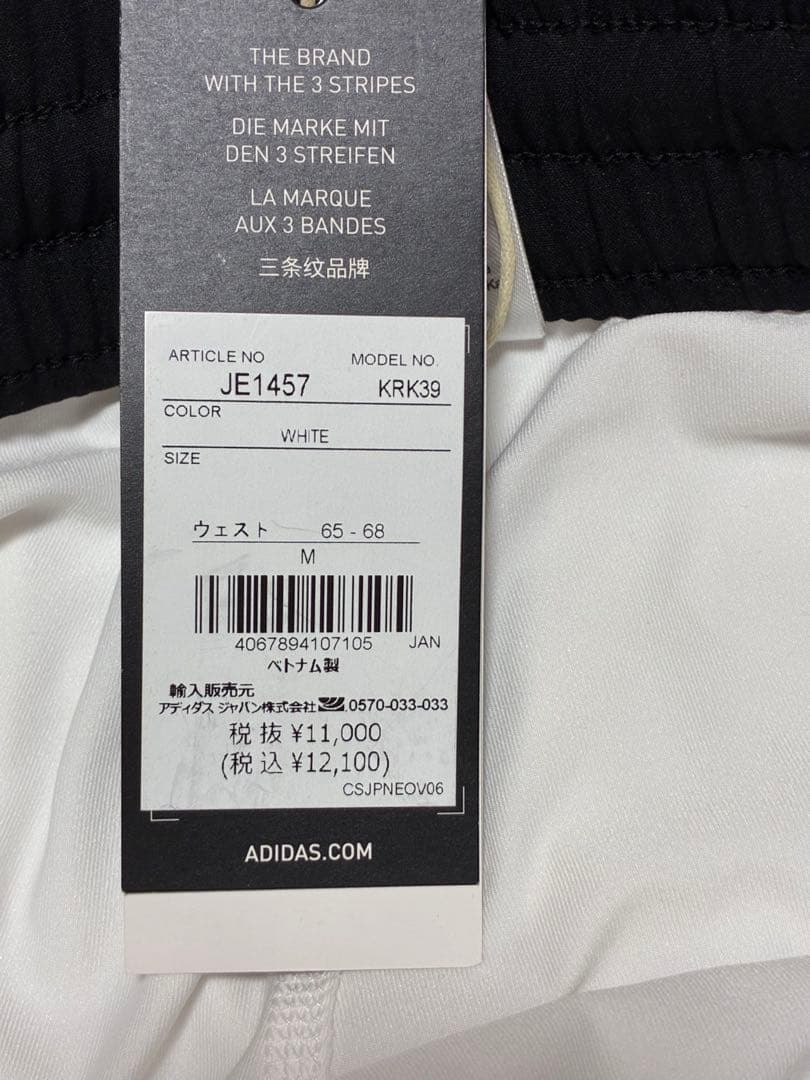 THE BRAND
WITH THE 3 STRIPES
DIE MARKE MIT
DEN 3 STREIFEN
LA MARQUE
AUX 3 BANDES
三条纹品牌
ARTICLE NO
MODEL NO.
JE1457
KRK39
COLOR
WHITE
SIZE
ウェスト 65 - 68
M
4067894107105 JAN
ベトナム製
輸入販売元
アディダス ジャパン株式会社 0570-033-033
税抜 ¥11,000
(税込 ¥12,100)
CSJPNEOV06
ADIDAS.COM